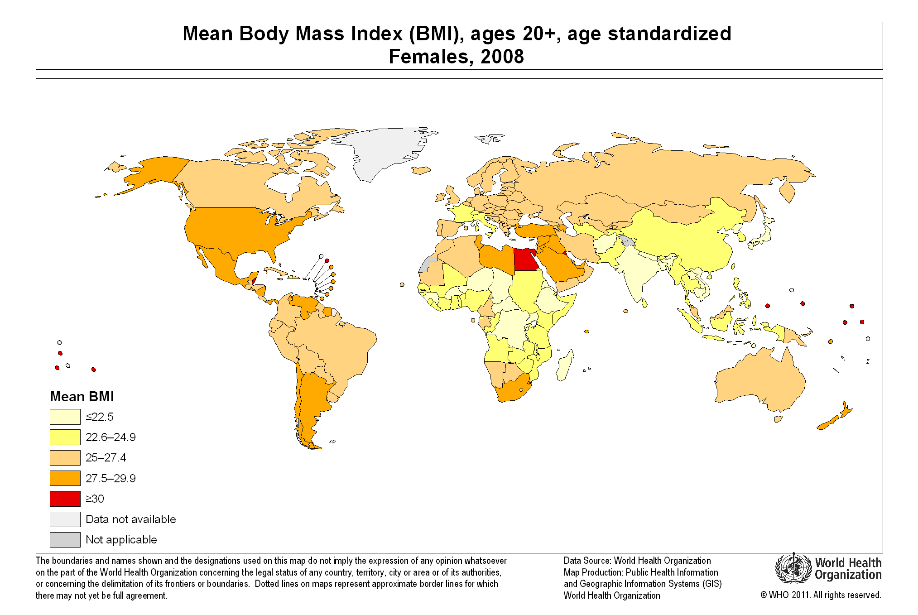 Mean Body Mass Index (BMI), ages 20+, age standardized
Females, 2008
Mean BMI
≤22.5
22.6–24.9
25–27.4
27.5–29.9
≥30
Data not available
Not applicable
The boundaries and names shown and the designations used on this map do not imply the expression of any opinion whatsoever
on the part of the World Health Organization concerning the legal status of any country, territory, city or area or of its authorities,
or concerning the delimitation of its frontiers or boundaries. Dotted lines on maps represent approximate border lines for which
there may not yet be full agreement.
Data Source: World Health Organization
Map Production: Public Health Information
and Geographic Information Systems (GIS)
World Health Organization
World Health
Organization
© WHO 2011. All rights reserved.